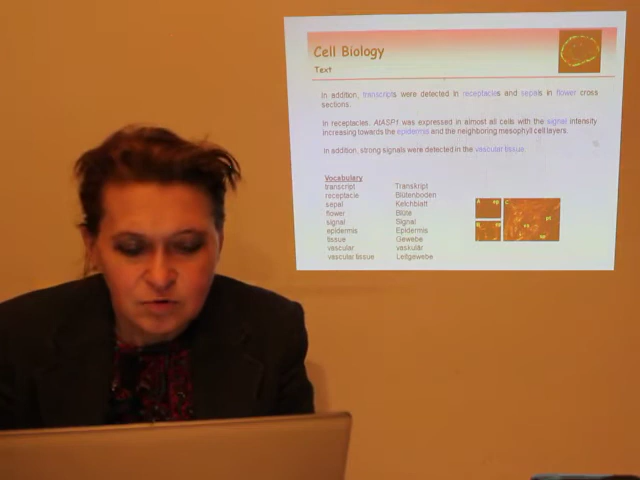 Cell Biology
Text
In addition, transcripts were detected in receptacles and sepals in flower cross
sections.
In receptacles, AtASP1 was expressed in almost all cells with the signal intensity
increasing towards the epidermis and the neighboring mesophyll cell layers.
In addition, strong signals were detected in the vascular tissue.
Vocabulary
transcript Transkript
receptacle Blütenboden
sepal Kelchblatt
flower Blüte
signal Signal
epidermis Epidermis
tissue Gewebe
vascular vaskulär
vascular tissue Leitgewebe
A ep C